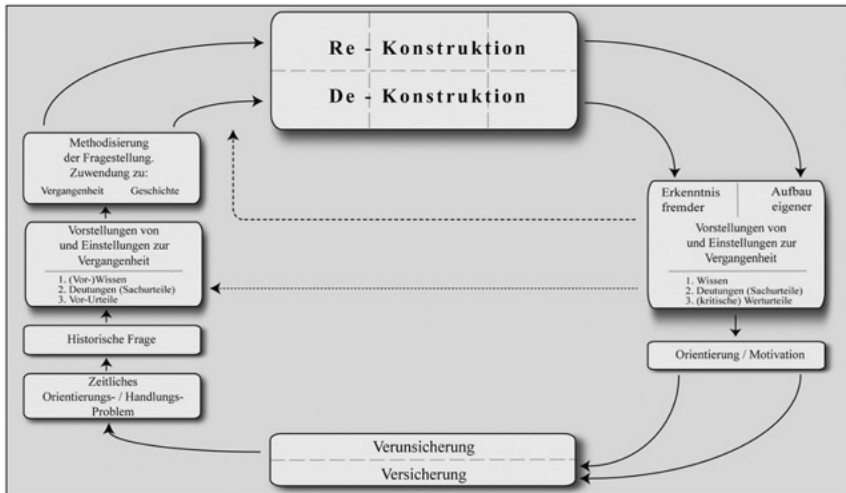 Re - Konstruktion
De - Konstruktion
Methodisierung
der Fragestellung.
Zuwendung zu:
Vergangenheit Geschichte
Vorstellungen von
und Einstellungen zur
Vergangenheit
1. (Vor-)Wissen
2. Deutungen (Sachurteile)
3. Vor-Urteile
Historische Frage
Zeitliches
Orientierungs- / Handlungs-
Problem
Erkenntnis
fremder
Aufbau
eigener
Vorstellungen von
und Einstellungen zur
Vergangenheit
1. Wissen
2. Deutungen (Sachurteile)
3. (kritische) Werturteile
Orientierung / Motivation
Verunsicherung
Versicherung